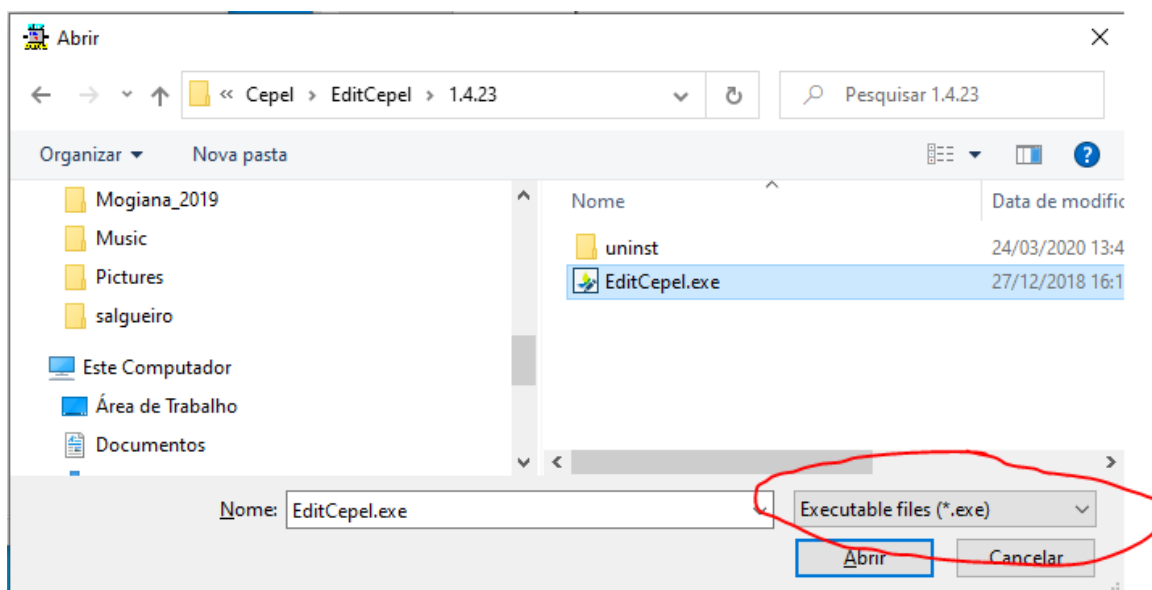 Abrir
« Cepel › EditCepel › 1.4.23
Pesquisar 1.4.23
Organizar
Nova pasta
Mogiana_2019
Music
Pictures
salgueiro
Este Computador
Área de Trabalho
Documentos
Nome
Data de modific
uninst
24/03/2020 13:4
EditCepel.exe
27/12/2018 16:1
Nome: EditCepel.exe
Executable files (*.exe)
Abrir
Cancelar